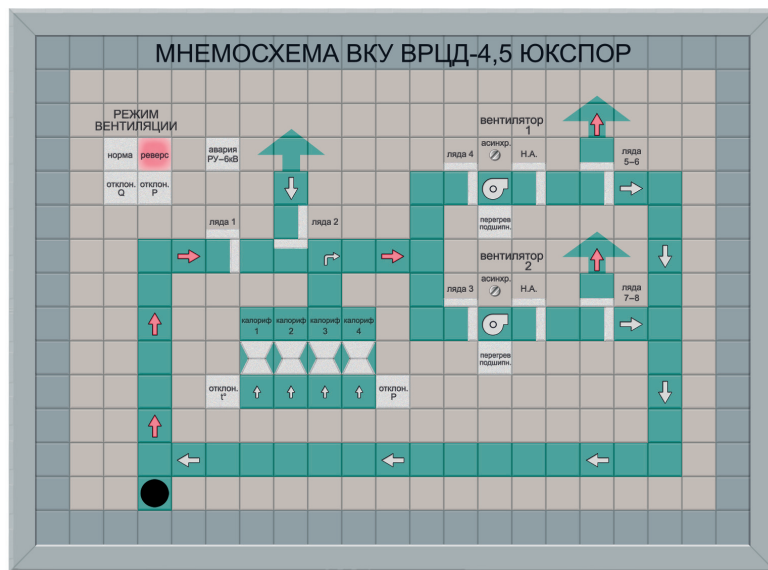 МНЕМОСХЕМА ВКУ ВРЦД-4,5 ЮКСПОР
РЕЖИМ
ВЕНТИЛЯЦИИ
норма
реверс
отклон.
Q
отклон.
P
авария
РУ-6кВ
ляда 1
ляда 2
вентилятор
1
ляда 4
асинхр.
Н.А.
ляда
5-6
перегрев
подшипн.
вентилятор
2
ляда 3
асинхр.
Н.А.
ляда
7-8
перегрев
подшипн.
калориф
1
калориф
2
калориф
3
калориф
4
отклон.
t°
отклон.
P